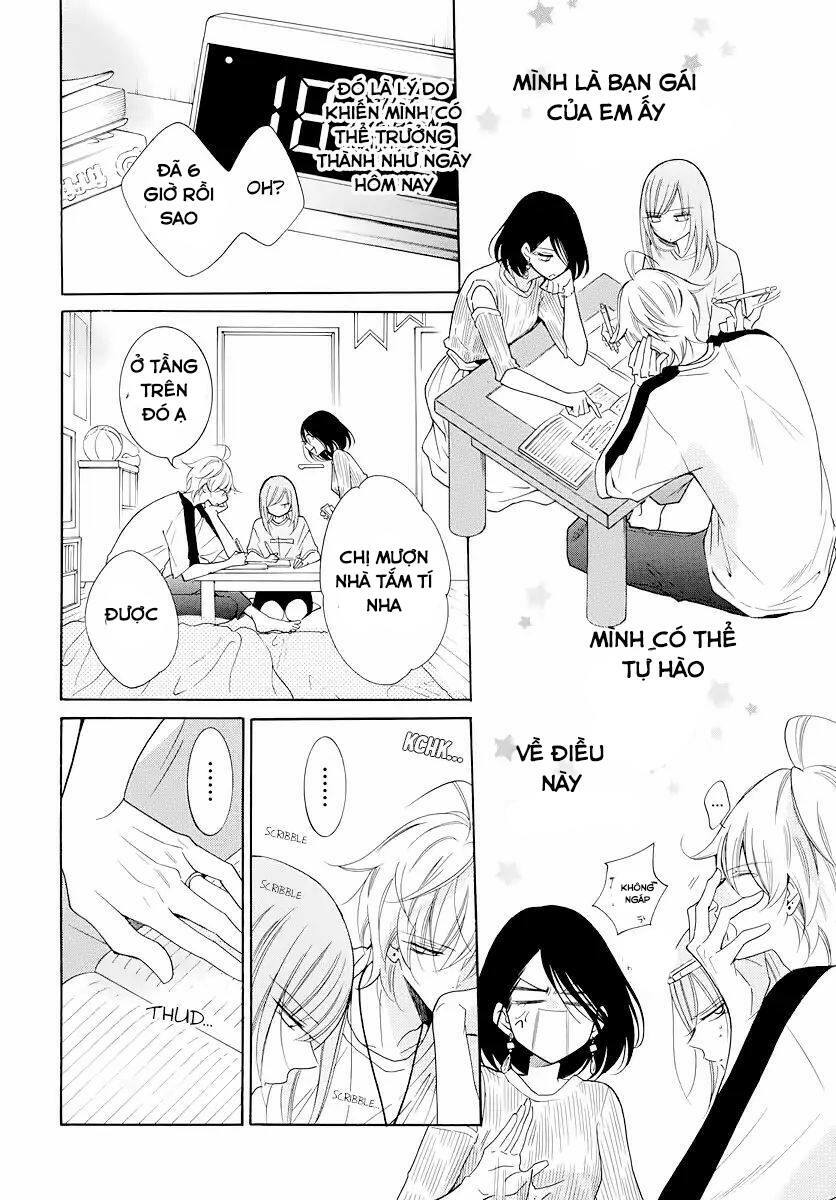 MÌNH LÀ BẠN GÁI
CỦA EM ẤY
MÌNH CÓ THỂ
TỰ HÀO
VỀ ĐIỀU
NÀY
...
KHÔNG
NGÁP
18
ĐÓ LÀ LÝ DO
KHIẾN MÌNH CÓ
THỂ TRƯỞNG
THÀNH NHƯ NGÀY
HÔM NAY
OH?
ĐÃ 6
GIỜ RỒI
SAO
Ở TẦNG
TRÊN
ĐÓ Ạ
CHỊ MƯỢN
NHÀ TẮM TÍ
NHA
ĐƯỢC
KCHK...
......
SCRIBBLE
SCRIBBLE
SCRIBBLE...
......
THUD...